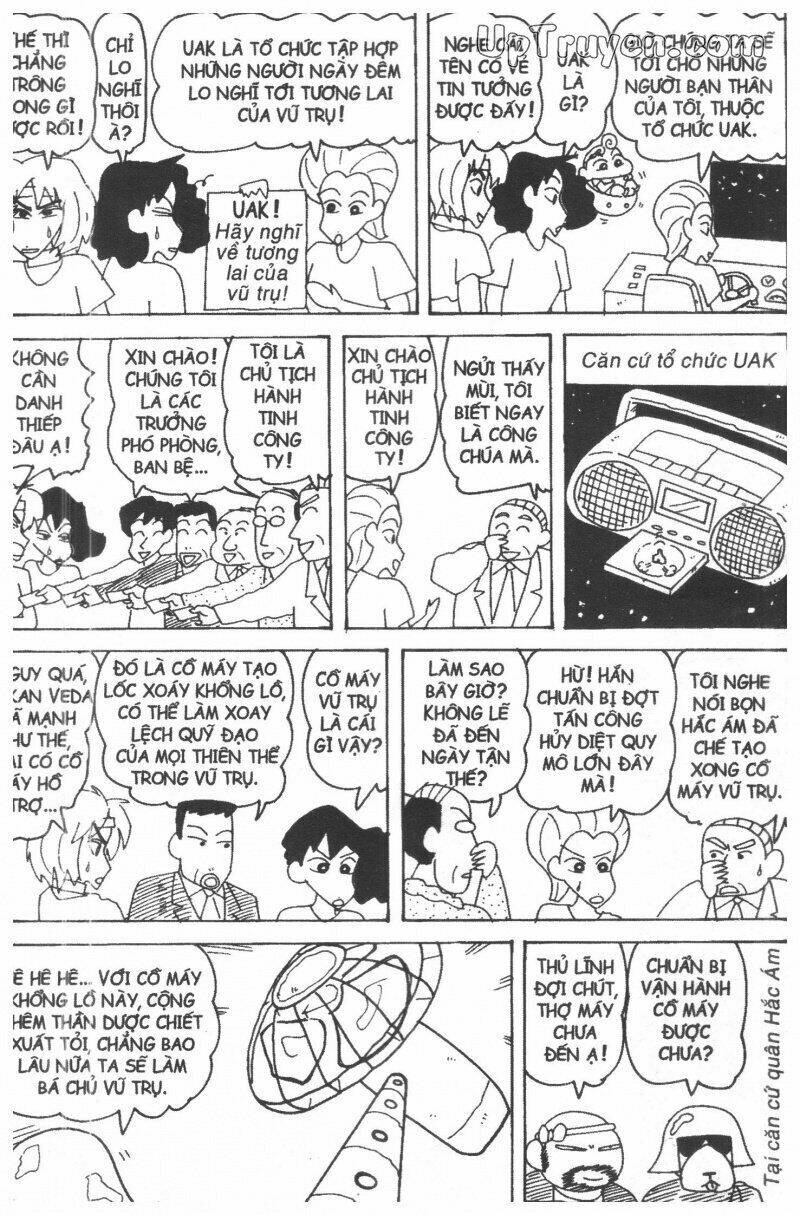 UpTruyen.com
CHÚNG TA SẼ
TỚI CHỖ NHỮNG
NGƯỜI BẠN THÂN
CỦA TÔI, THUỘC
TỔ CHỨC UAK.
UAK
LÀ
GÌ?
NGHE CÁI
TÊN CÓ VẺ
TIN TƯỞNG
ĐƯỢC ĐẤY!
UAK LÀ TỔ CHỨC TẬP HỢP
NHỮNG NGƯỜI NGÀY ĐÊM
LO NGHĨ TỚI TƯƠNG LAI
CỦA VŨ TRỤ!
UAK!
Hãy nghĩ
về tương
lai của
vũ trụ!
CHỈ
LO
NGHĨ
THÔI
À?
HẾ THÌ
CHẲNG
TRÔNG
ONG GÌ
ƯỢC RỒI!
Căn cứ tổ chức UAK
NGỬI THẤY
MÙI, TÔI
BIẾT NGAY
LÀ CÔNG
CHÚA MÀ.
XIN CHÀO
CHỦ TỊCH
HÀNH
TINH
CÔNG
TY!
TÔI LÀ
CHỦ TỊCH
HÀNH
TINH
CÔNG
TY!
XIN CHÀO!
CHÚNG TÔI
LÀ CÁC
TRƯỞNG
PHÓ PHÒNG,
BAN BỆ...
KHÔNG
CẦN
DANH
THIẾP
ĐÂU Ạ!
TÔI NGHE
NÓI BỌN
HẮC ÁM ĐÃ
CHẾ TẠO
XONG CỖ
MÁY VŨ TRỤ.
HỪ! HẮN
CHUẨN BỊ ĐỢT
TẤN CÔNG
HỦY DIỆT QUY
MÔ LỚN ĐÂY
MÀ!
LÀM SAO
BÂY GIỜ?
KHÔNG LẼ
ĐÃ ĐẾN
NGÀY TẬN
THẾ?
CỖ MÁY
VŨ TRỤ
LÀ CÁI
GÌ VẬY?
ĐÓ LÀ CỖ MÁY TẠO
LỐC XOÁY KHỔNG LỒ,
CÓ THỂ LÀM XOAY
LỆCH QUỸ ĐẠO
CỦA MỌI THIÊN THỂ
TRONG VŨ TRỤ.
GUY QUÁ,
KAN VEDA
Ã MẠNH
HƯ THẾ,
ẠI CÓ CỖ
ÁY HỖ
TRỢ...
Tại căn cứ quân Hắc Ám
CHUẨN BỊ
VẬN HÀNH
CỖ MÁY
ĐƯỢC
CHƯA?
THỦ LĨNH
ĐỢI CHÚT,
THỢ MÁY
CHƯA
ĐẾN Ạ!
Ê HÊ HÊ... VỚI CỖ MÁY
KHỔNG LỒ NÀY, CỘNG
HÊM THẦN DƯỢC CHIẾT
XUẤT TỎI, CHẲNG BAO
LÂU NỮA TA SẼ LÀM
BÁ CHỦ VŨ TRỤ.